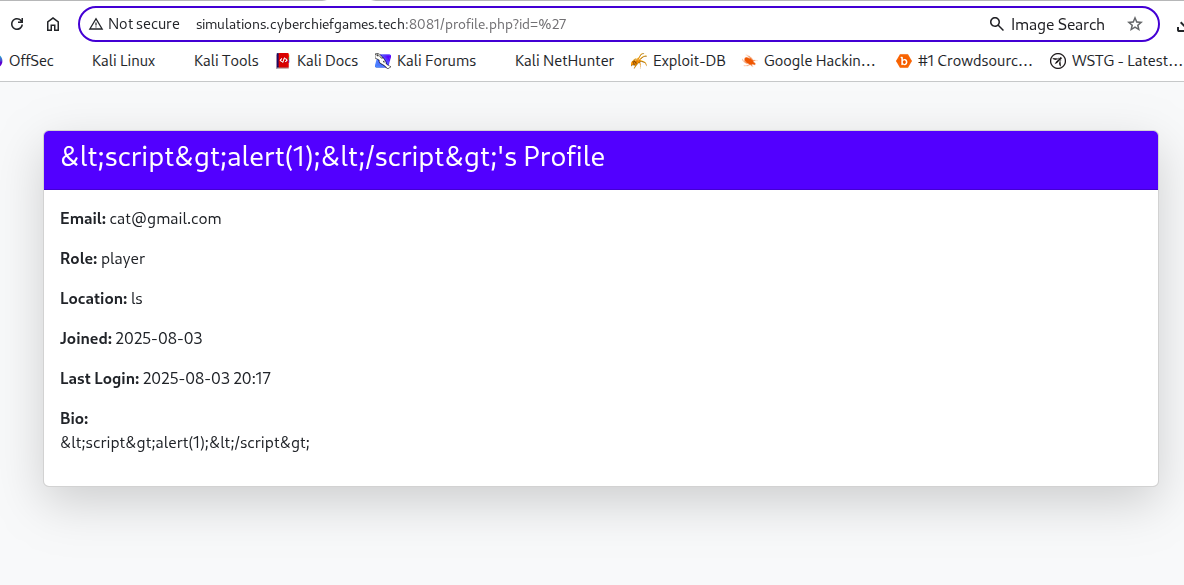 Not secure simulations.cyberchiefgames.tech:8081/profile.php?id=%27 Image Search
OffSec Kali Linux Kali Tools Kali Docs Kali Forums Kali NetHunter Exploit-DB Google Hackin... #1 Crowdsourc... WSTG - Latest...
&lt;script&gt;alert(1);&lt;/script&gt;'s Profile
Email: cat@gmail.com
Role: player
Location: ls
Joined: 2025-08-03
Last Login: 2025-08-03 20:17
Bio:
&lt;script&gt;alert(1);&lt;/script&gt;